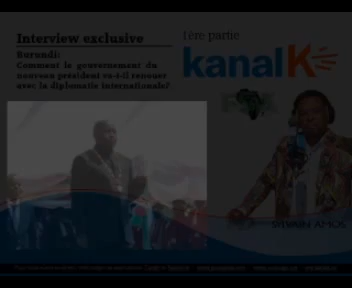 Interview exclusive
1ère partie
Burundi:
Comment le gouvernement du
nouveau président va-t-il renouer
avec la diplomatie internationale?
kanalK
SYLVAIN AMOS